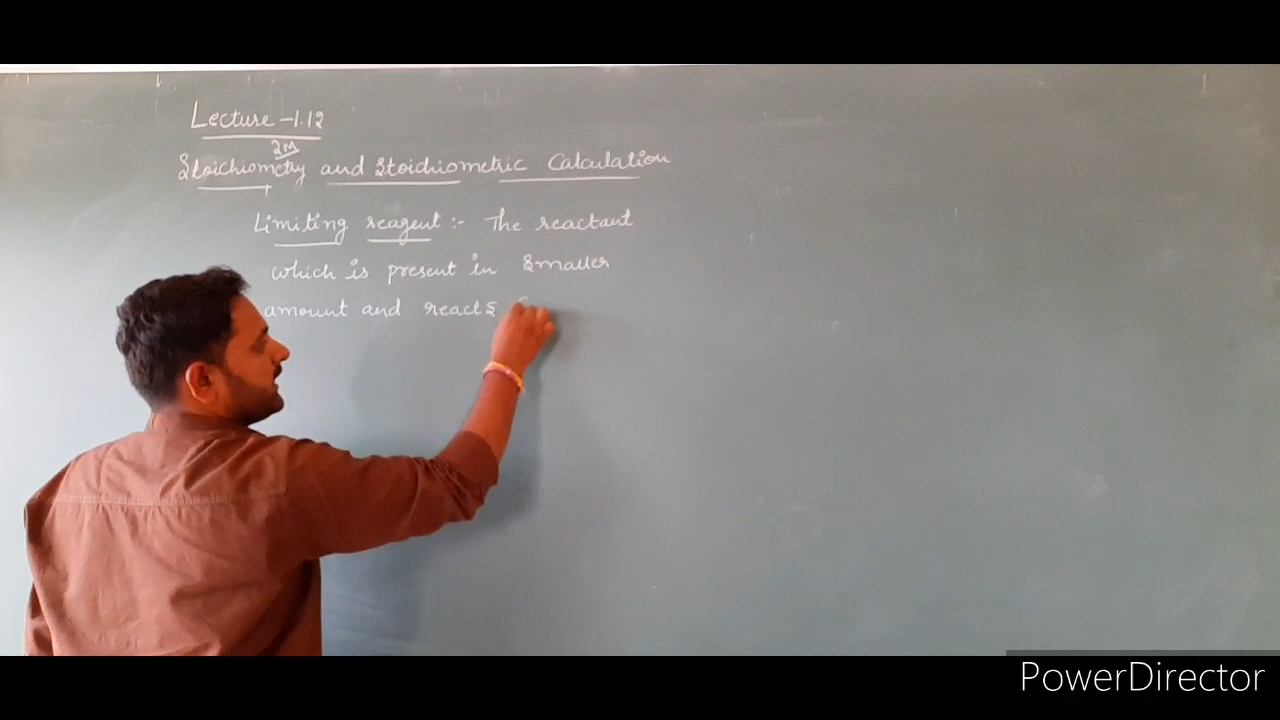 Lecture -1.12
2M
Stoichiometry and Stoichiometric Calculation
Limiting reagent :- The reactant
which is present in smaller
amount and reacts
PowerDirector